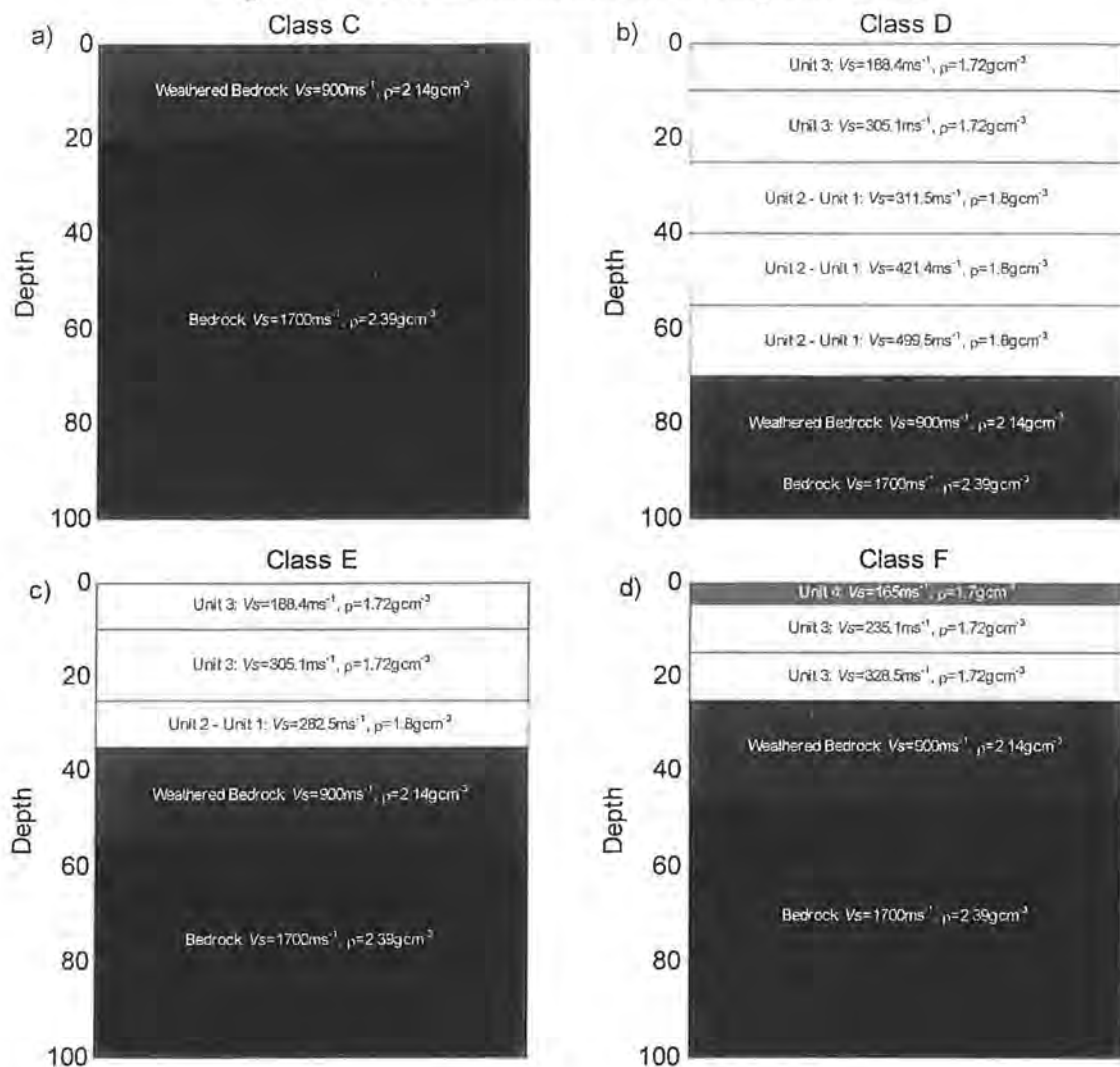 a)
Class C
0
20
40
60
80
100
Depth
Weathered Bedrock Vs=900ms⁻¹, ρ=2.14gcm⁻³
Bedrock Vs=1700ms⁻¹, ρ=2.39gcm⁻³
b)
Class D
0
20
40
60
80
100
Unit 3: Vs=188.4ms⁻¹, ρ=1.72gcm⁻³
Unit 3: Vs=305.1ms⁻¹, ρ=1.72gcm⁻³
Unit 2 - Unit 1: Vs=311.5ms⁻¹, ρ=1.8gcm⁻³
Unit 2 - Unit 1: Vs=421.4ms⁻¹, ρ=1.8gcm⁻³
Unit 2 - Unit 1: Vs=499.5ms⁻¹, ρ=1.8gcm⁻³
Weathered Bedrock Vs=900ms⁻¹, ρ=2.14gcm⁻³
Bedrock Vs=1700ms⁻¹, ρ=2.39gcm⁻³
c)
Class E
0
20
40
60
80
100
Depth
Unit 3: Vs=188.4ms⁻¹, ρ=1.72gcm⁻³
Unit 3: Vs=305.1ms⁻¹, ρ=1.72gcm⁻³
Unit 2 - Unit 1: Vs=282.5ms⁻¹, ρ=1.8gcm⁻³
Weathered Bedrock Vs=900ms⁻¹, ρ=2.14gcm⁻³
Bedrock Vs=1700ms⁻¹, ρ=2.39gcm⁻³
d)
Class F
0
20
40
60
80
100
Depth
Unit 4: Vs=165ms⁻¹, ρ=1.7gcm⁻³
Unit 3: Vs=235.1ms⁻¹, ρ=1.72gcm⁻³
Unit 3: Vs=328.5ms⁻¹, ρ=1.72gcm⁻³
Weathered Bedrock Vs=900ms⁻¹, ρ=2.14gcm⁻³
Bedrock Vs=1700ms⁻¹, ρ=2.39gcm⁻³